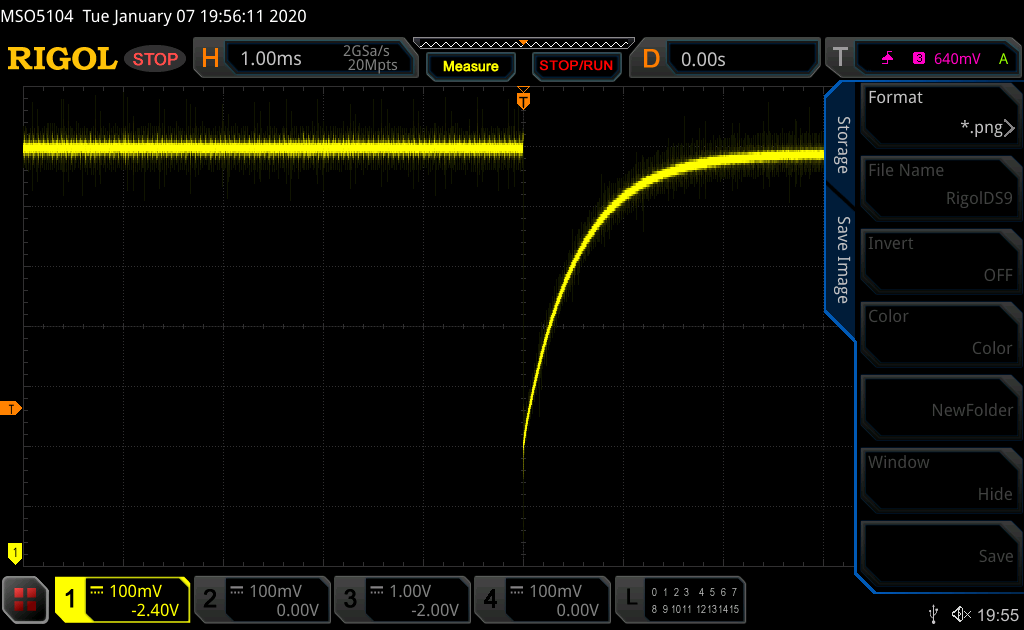 MSO5104 Tue January 07 19:56:11 2020
RIGOL STOP H 1.00ms 2GSa/s 20Mpts Measure STOP/RUN D 0.00s T 3 640mV A
T
Storage
Save Image
Format
*.png
File Name
RigolDS9
Invert
OFF
Color
Color
NewFolder
Window
Hide
Save
T
1
1 100mV -2.40V
2 100mV 0.00V
3 1.00V -2.00V
4 100mV 0.00V
L 0 1 2 3 4 5 6 7
8 9 10 11 12 13 14 15
19:55